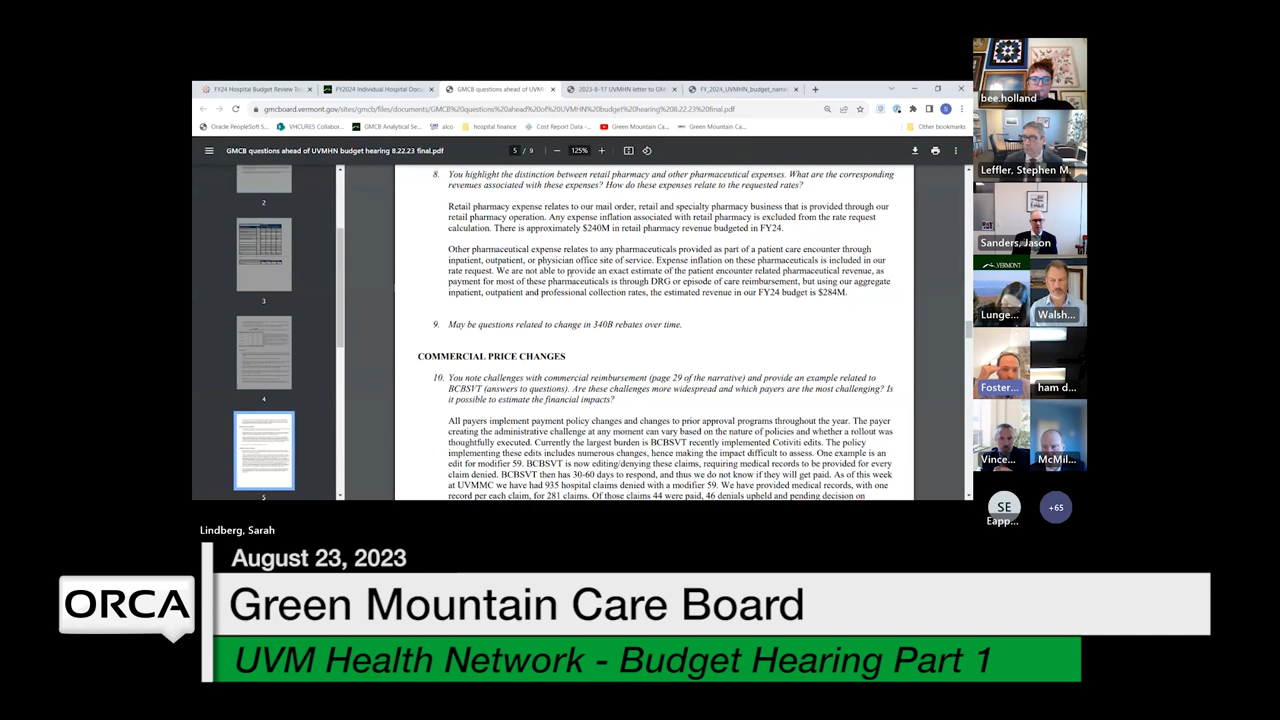 FY24 Hospital Budget Review To
FY2024 Individual Hospital Docu
GMCB questions ahead of UVM
2023-8-17 UVMHN letter to GM
FY_2024_UVMHN_budget_narra
gmcboard.vermont.gov/sites/gmcb/files/documents/GMCB%20questions%20ahead%20of%20UVMHN%20budget%20hearing%208.22.23%20final.pdf
Oracle PeopleSoft S...
VHCURES Collabor...
GMCB Analytical Se...
alco
hospital finance
Cost Report Data -...
Green Mountain Ca...
Green Mountain Ca...
Other bookmarks
GMCB questions ahead of UVMHN budget hearing 8.22.23 final.pdf
5 / 9
125%
2
3
4
5
8. You highlight the distinction between retail pharmacy and other pharmaceutical expenses. What are the corresponding
revenues associated with these expenses? How do these expenses relate to the requested rates?
Retail pharmacy expense relates to our mail order, retail and specialty pharmacy business that is provided through our
retail pharmacy operation. Any expense inflation associated with retail pharmacy is excluded from the rate request
calculation. There is approximately $240M in retail pharmacy revenue budgeted in FY24.
Other pharmaceutical expense relates to any pharmaceuticals provided as part of a patient care encounter through
inpatient, outpatient, or physician office site of service. Expense inflation on these pharmaceuticals is included in our
rate request. We are not able to provide an exact estimate of the patient encounter related pharmaceutical revenue, as
payment for most of these pharmaceuticals is through DRG or episode of care reimbursement, but using our aggregate
inpatient, outpatient and professional collection rates, the estimated revenue in our FY24 budget is $284M.
9. May be questions related to change in 340B rebates over time.
COMMERCIAL PRICE CHANGES
10. You note challenges with commercial reimbursement (page 29 of the narrative) and provide an example related to
BCBSVT (answers to questions). Are these challenges more widespread and which payers are the most challenging? Is
it possible to estimate the financial impacts?
All payers implement payment policy changes and changes to prior approval programs throughout the year. The payer
creating the administrative challenge at any moment can vary based on the nature of policies and whether a rollout was
thoughtfully executed. Currently the largest burden is BCBSVT recently implemented Cotiviti edits. The policy
implementing these edits includes numerous changes, hence making the impact difficult to assess. One example is an
edit for modifier 59. BCBSVT is now editing/denying these claims, requiring medical records to be provided for every
claim denied. BCBSVT then has 30-60 days to respond, and thus we do not know if they will get paid. As of this week
at UVMMC we have had 935 hospital claims denied with a modifier 59. We have provided medical records, with one
record per each claim, for 281 claims. Of those claims 44 were paid, 46 denials upheld and pending decision on
bee.holland
Leffler, Stephen M.
Sanders, Jason
VERMONT
Lunge...
Walsh...
Foster...
ham d...
Vince...
McMil...
SE
Eapp...
+65
Lindberg, Sarah
August 23, 2023
ORCA
Green Mountain Care Board
UVM Health Network - Budget Hearing Part 1